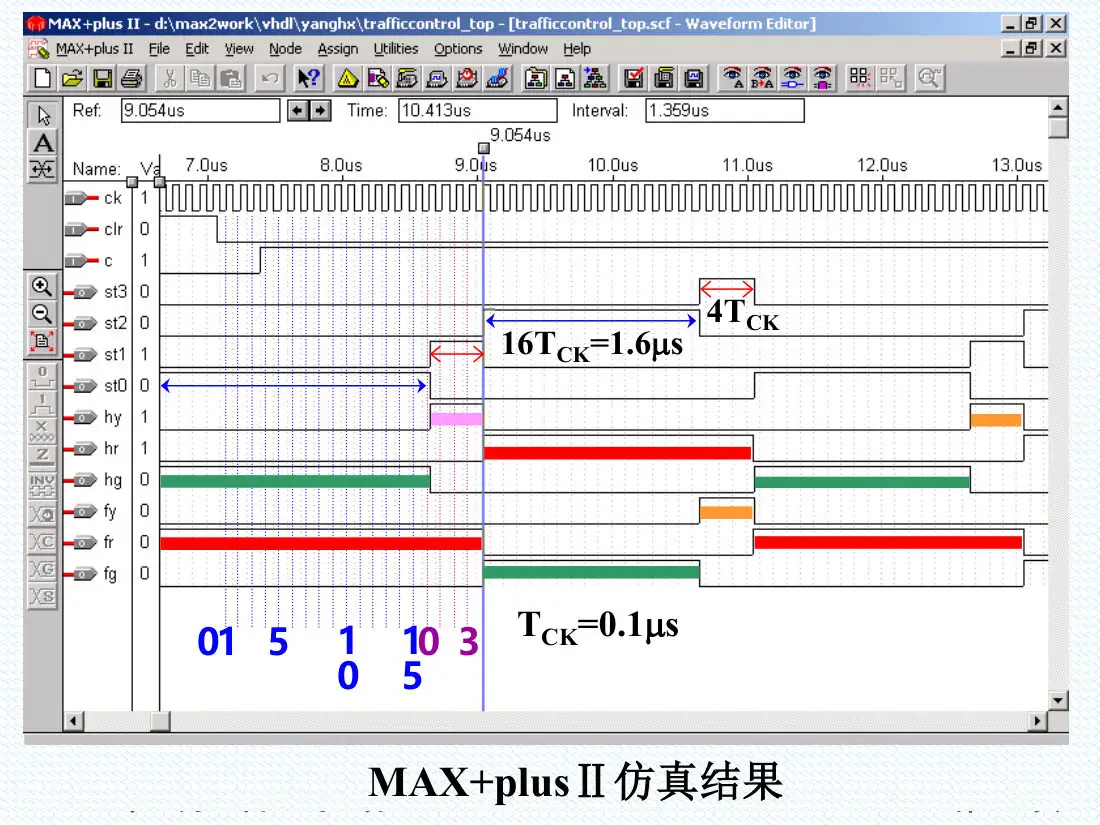 MAX+plus II - d:\max2work\vhdl\yanghx\trafficcontrol_top - [trafficcontrol_top.scf - Waveform Editor]
MAX+plus II File Edit View Node Assign Utilities Options Window Help
Ref: 9.054us Time: 10.413us Interval: 1.359us
9.054us
Name: Va 7.0us 8.0us 9.0us 10.0us 11.0us 12.0us 13.0us
ck 1
clr 0
c 1
st3 0
4TCK
st2 0
16TCK=1.6μs
st1 1
st0 0
hy 1
hr 1
hg 0
fy 0
fr 0
fg 0
TCK=0.1μs
01 5 10 15 0 3
MAX+plusⅡ仿真结果